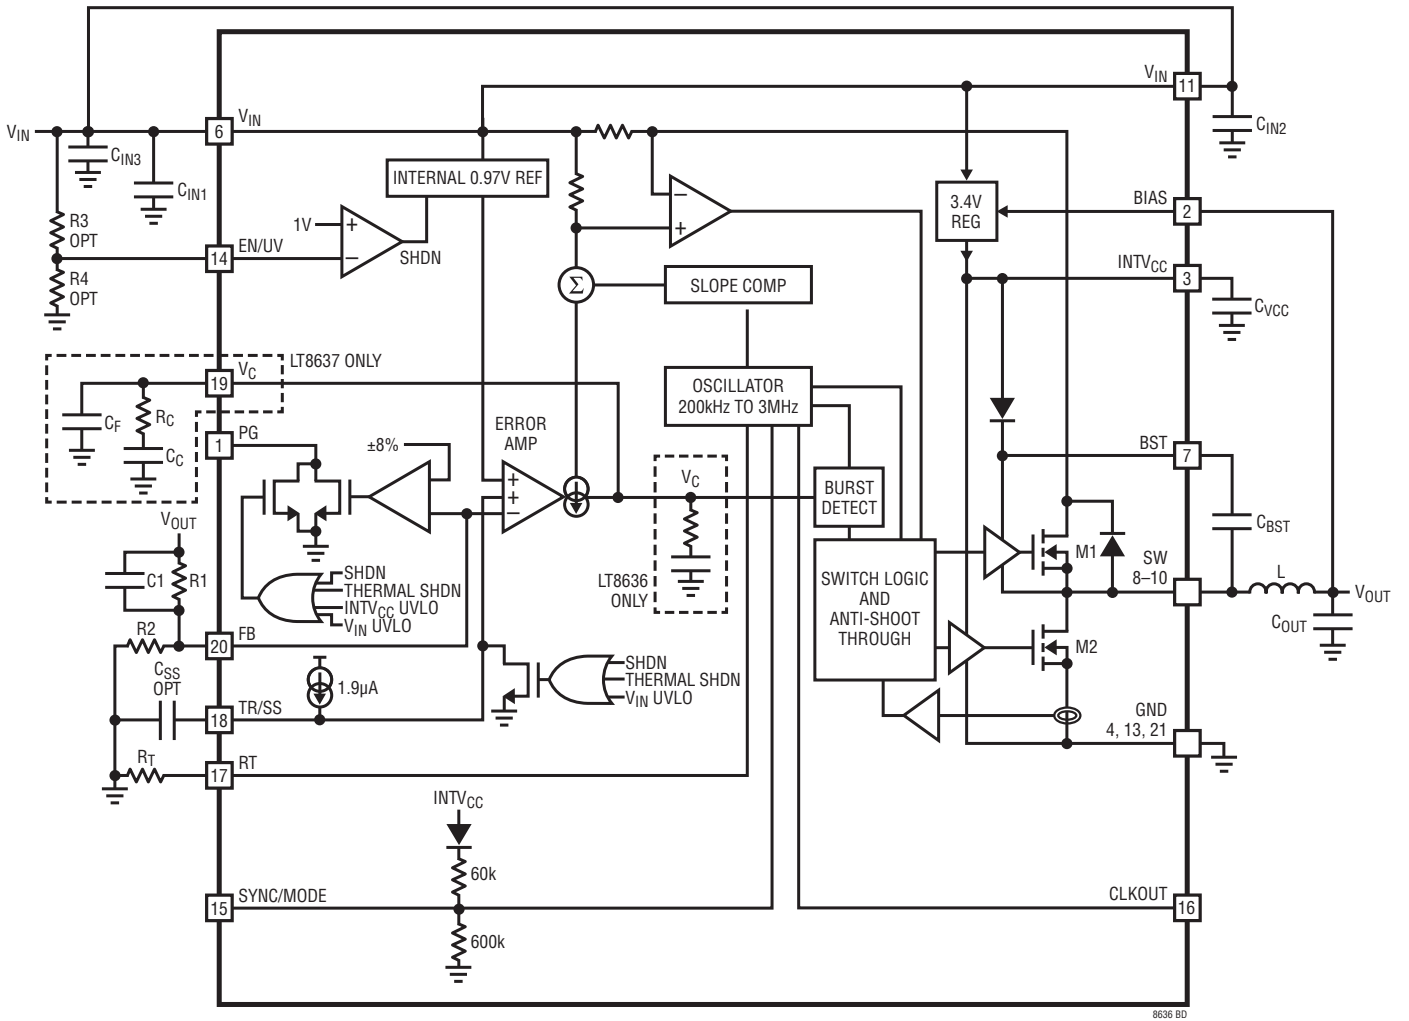 VIN
6
VIN
VIN
11
CIN3
CIN1
CIN2
INTERNAL 0.97V REF
R3
OPT
R4
OPT
14
EN/UV
1V
+
–
SHDN
–
+
Σ
SLOPE COMP
3.4V
REG
BIAS
2
INTVCC
3
CVCC
LT8637 ONLY
19
VC
CF
RC
CC
1
PG
±8%
ERROR
AMP
+
+
–
OSCILLATOR
200kHz TO 3MHz
VC
LT8636
ONLY
BURST
DETECT
SWITCH LOGIC
AND
ANTI-SHOOT
THROUGH
BST
7
CBST
M1
SW
8–10
L
VOUT
COUT
M2
GND
4, 13, 21
VOUT
C1
R1
SHDN
THERMAL SHDN
INTVCC UVLO
VIN UVLO
R2
20
FB
CSS
OPT
1.9µA
18
TR/SS
SHDN
THERMAL SHDN
VIN UVLO
RT
17
RT
INTVCC
60k
15
SYNC/MODE
600k
CLKOUT
16
8636 BD